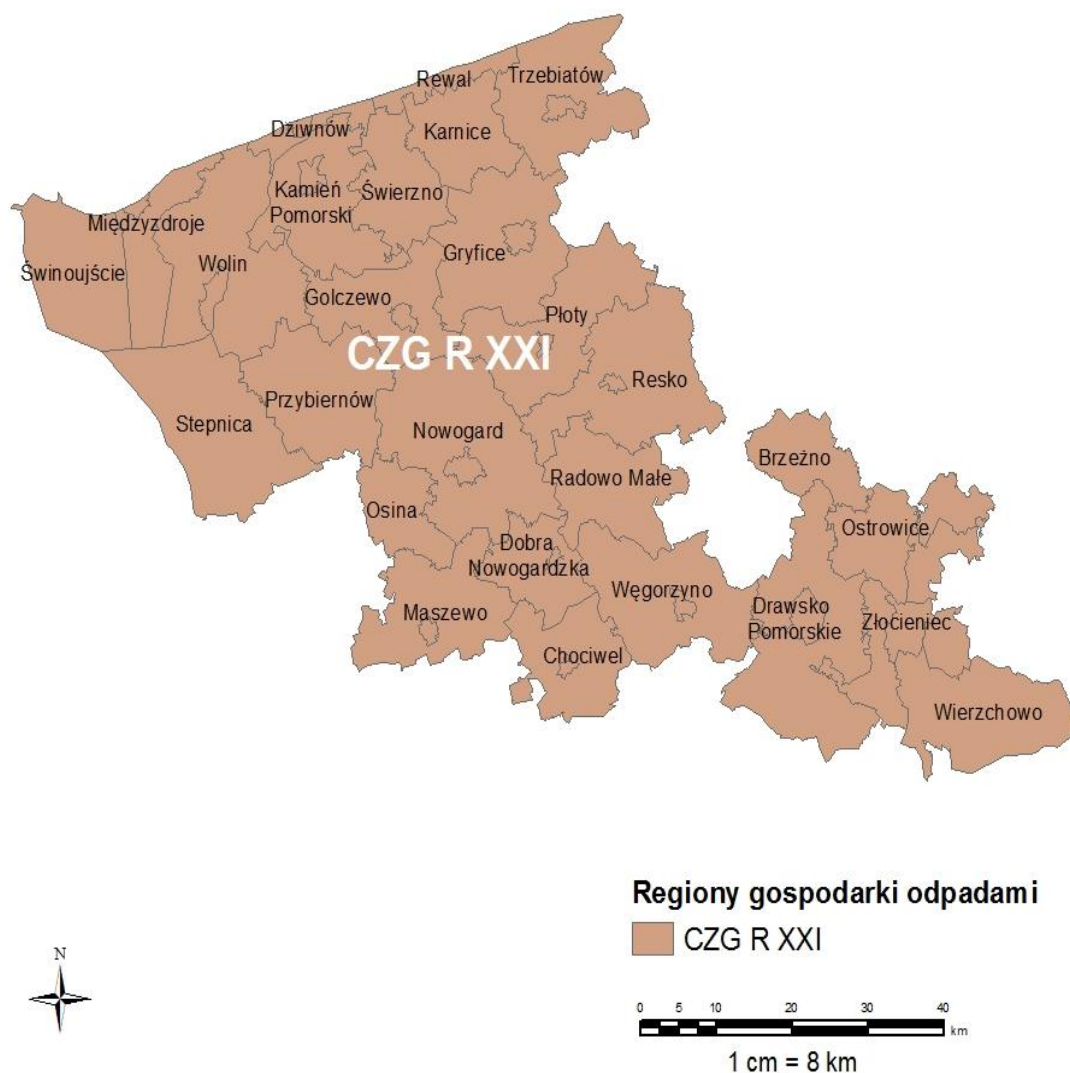 Rewal
Trzebiatów
Dziwnów
Karnice
Kamień
Pomorski
Świerzno
Międzyzdroje
Świnoujście
Wolin
Gryfice
Golczewo
Płoty
CZG R XXI
Resko
Przybiernów
Stepnica
Nowogard
Brzeżno
Radowo Małe
Osina
Ostrowice
Dobra
Nowogardzka
Węgorzyno
Maszewo
Drawsko
Pomorskie
Złocieniec
Chociwel
Wierzchowo
Regiony gospodarki odpadami
CZG R XXI
N
0 5 10 20 30 40
km
1 cm = 8 km